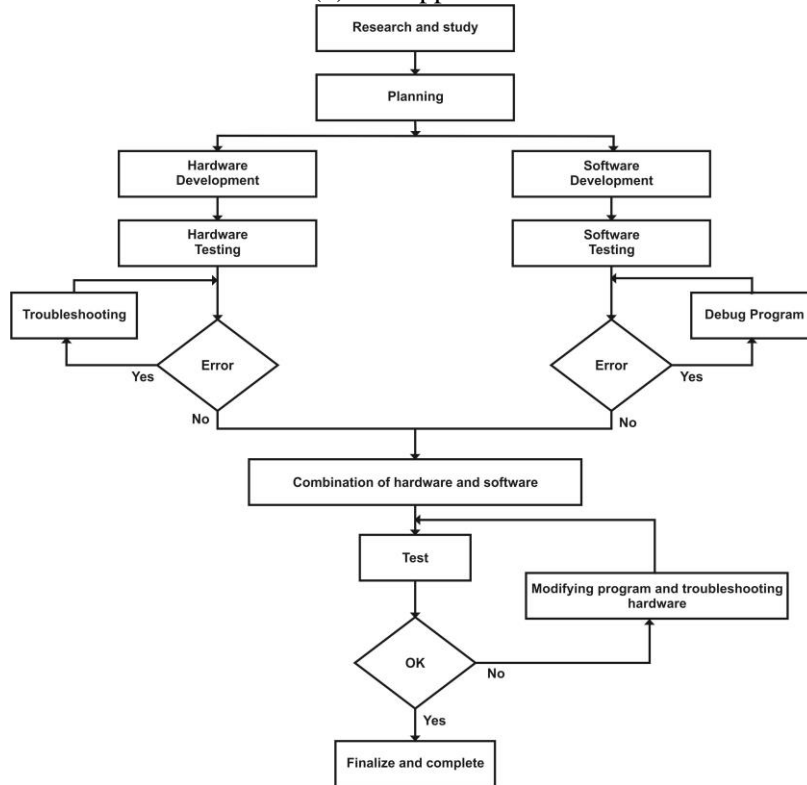 Research and study
Planning
Hardware
Development
Software
Development
Hardware
Testing
Software
Testing
Troubleshooting
Debug Program
Error
Yes
No
Error
Yes
No
Combination of hardware and software
Test
Modifying program and troubleshooting
hardware
OK
No
Yes
Finalize and complete